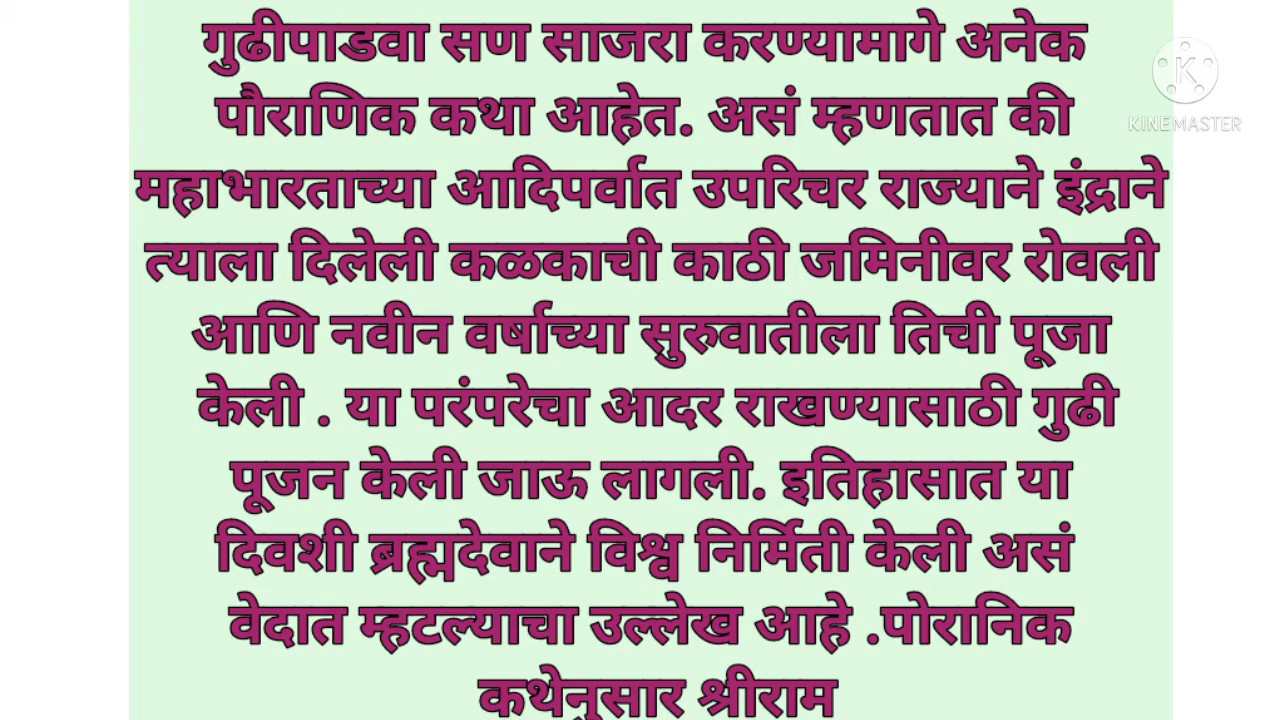 गुढीपाडवा सण साजरा करण्यामागे अनेक
पौराणिक कथा आहेत. असं म्हणतात की
महाभारताच्या आदिपर्वात उपरिचर राज्याने इंद्राने
त्याला दिलेली कळकाची काठी जमिनीवर रोवली
आणि नवीन वर्षाच्या सुरुवातीला तिची पूजा
केली . या परंपरेचा आदर राखण्यासाठी गुढी
पूजन केली जाऊ लागली. इतिहासात या
दिवशी ब्रह्मदेवाने विश्व निर्मिती केली असं
वेदात म्हटल्याचा उल्लेख आहे .पोरानिक
कथेनुसार श्रीराम
K
KINEMASTER